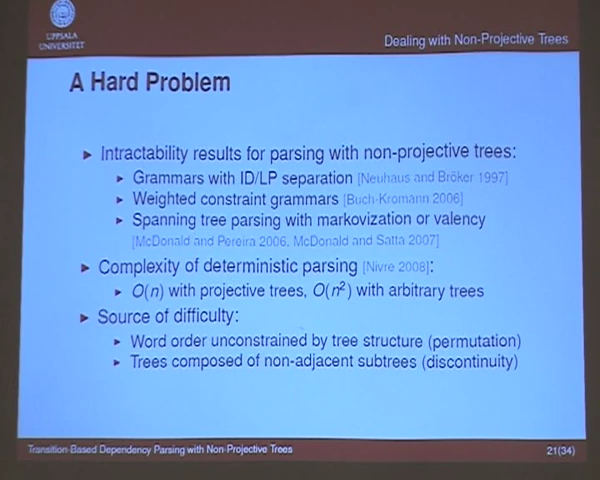 UPPSALA
UNIVERSITET
Dealing with Non-Projective Trees
A Hard Problem
Intractability results for parsing with non-projective trees:
Grammars with ID/LP separation [Neuhaus and Bröker 1997]
Weighted constraint grammars [Buch-Kromann 2006]
Spanning tree parsing with markovization or valency
[McDonald and Pereira 2006, McDonald and Satta 2007]
Complexity of deterministic parsing [Nivre 2008]:
O(n) with projective trees, O(n²) with arbitrary trees
Source of difficulty:
Word order unconstrained by tree structure (permutation)
Trees composed of non-adjacent subtrees (discontinuity)
Transition-Based Dependency Parsing with Non-Projective Trees
21(34)